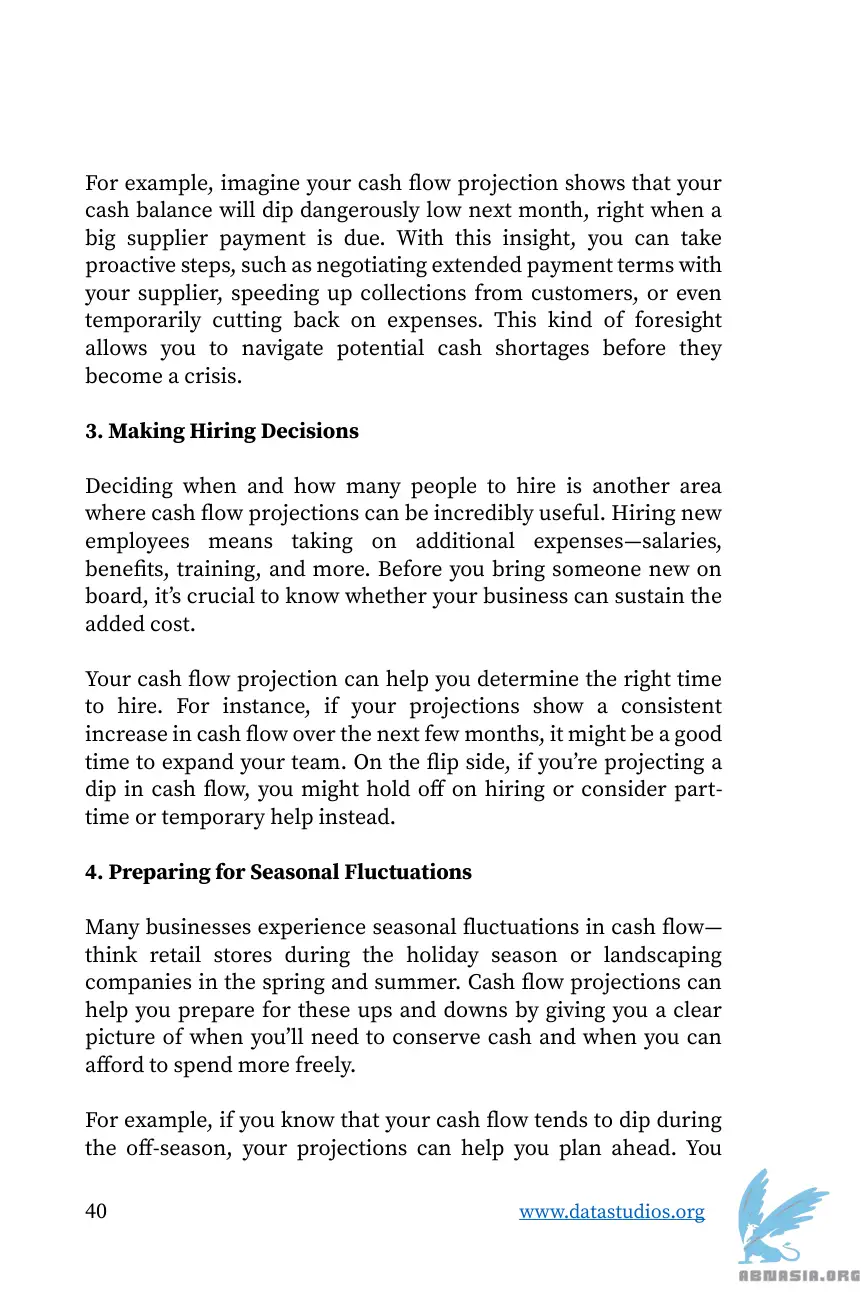 For example, imagine your cash flow projection shows that your
cash balance will dip dangerously low next month, right when a
big supplier payment is due. With this insight, you can take
proactive steps, such as negotiating extended payment terms with
your supplier, speeding up collections from customers, or even
temporarily cutting back on expenses. This kind of foresight
allows you to navigate potential cash shortages before they
become a crisis.
3. Making Hiring Decisions
Deciding when and how many people to hire is another area
where cash flow projections can be incredibly useful. Hiring new
employees means taking on additional expenses—salaries,
benefits, training, and more. Before you bring someone new on
board, it’s crucial to know whether your business can sustain the
added cost.
Your cash flow projection can help you determine the right time
to hire. For instance, if your projections show a consistent
increase in cash flow over the next few months, it might be a good
time to expand your team. On the flip side, if you’re projecting a
dip in cash flow, you might hold off on hiring or consider part-
time or temporary help instead.
4. Preparing for Seasonal Fluctuations
Many businesses experience seasonal fluctuations in cash flow—
think retail stores during the holiday season or landscaping
companies in the spring and summer. Cash flow projections can
help you prepare for these ups and downs by giving you a clear
picture of when you’ll need to conserve cash and when you can
afford to spend more freely.
For example, if you know that your cash flow tends to dip during
the off-season, your projections can help you plan ahead. You
40 www.datastudios.org
ABNASIA.ORG